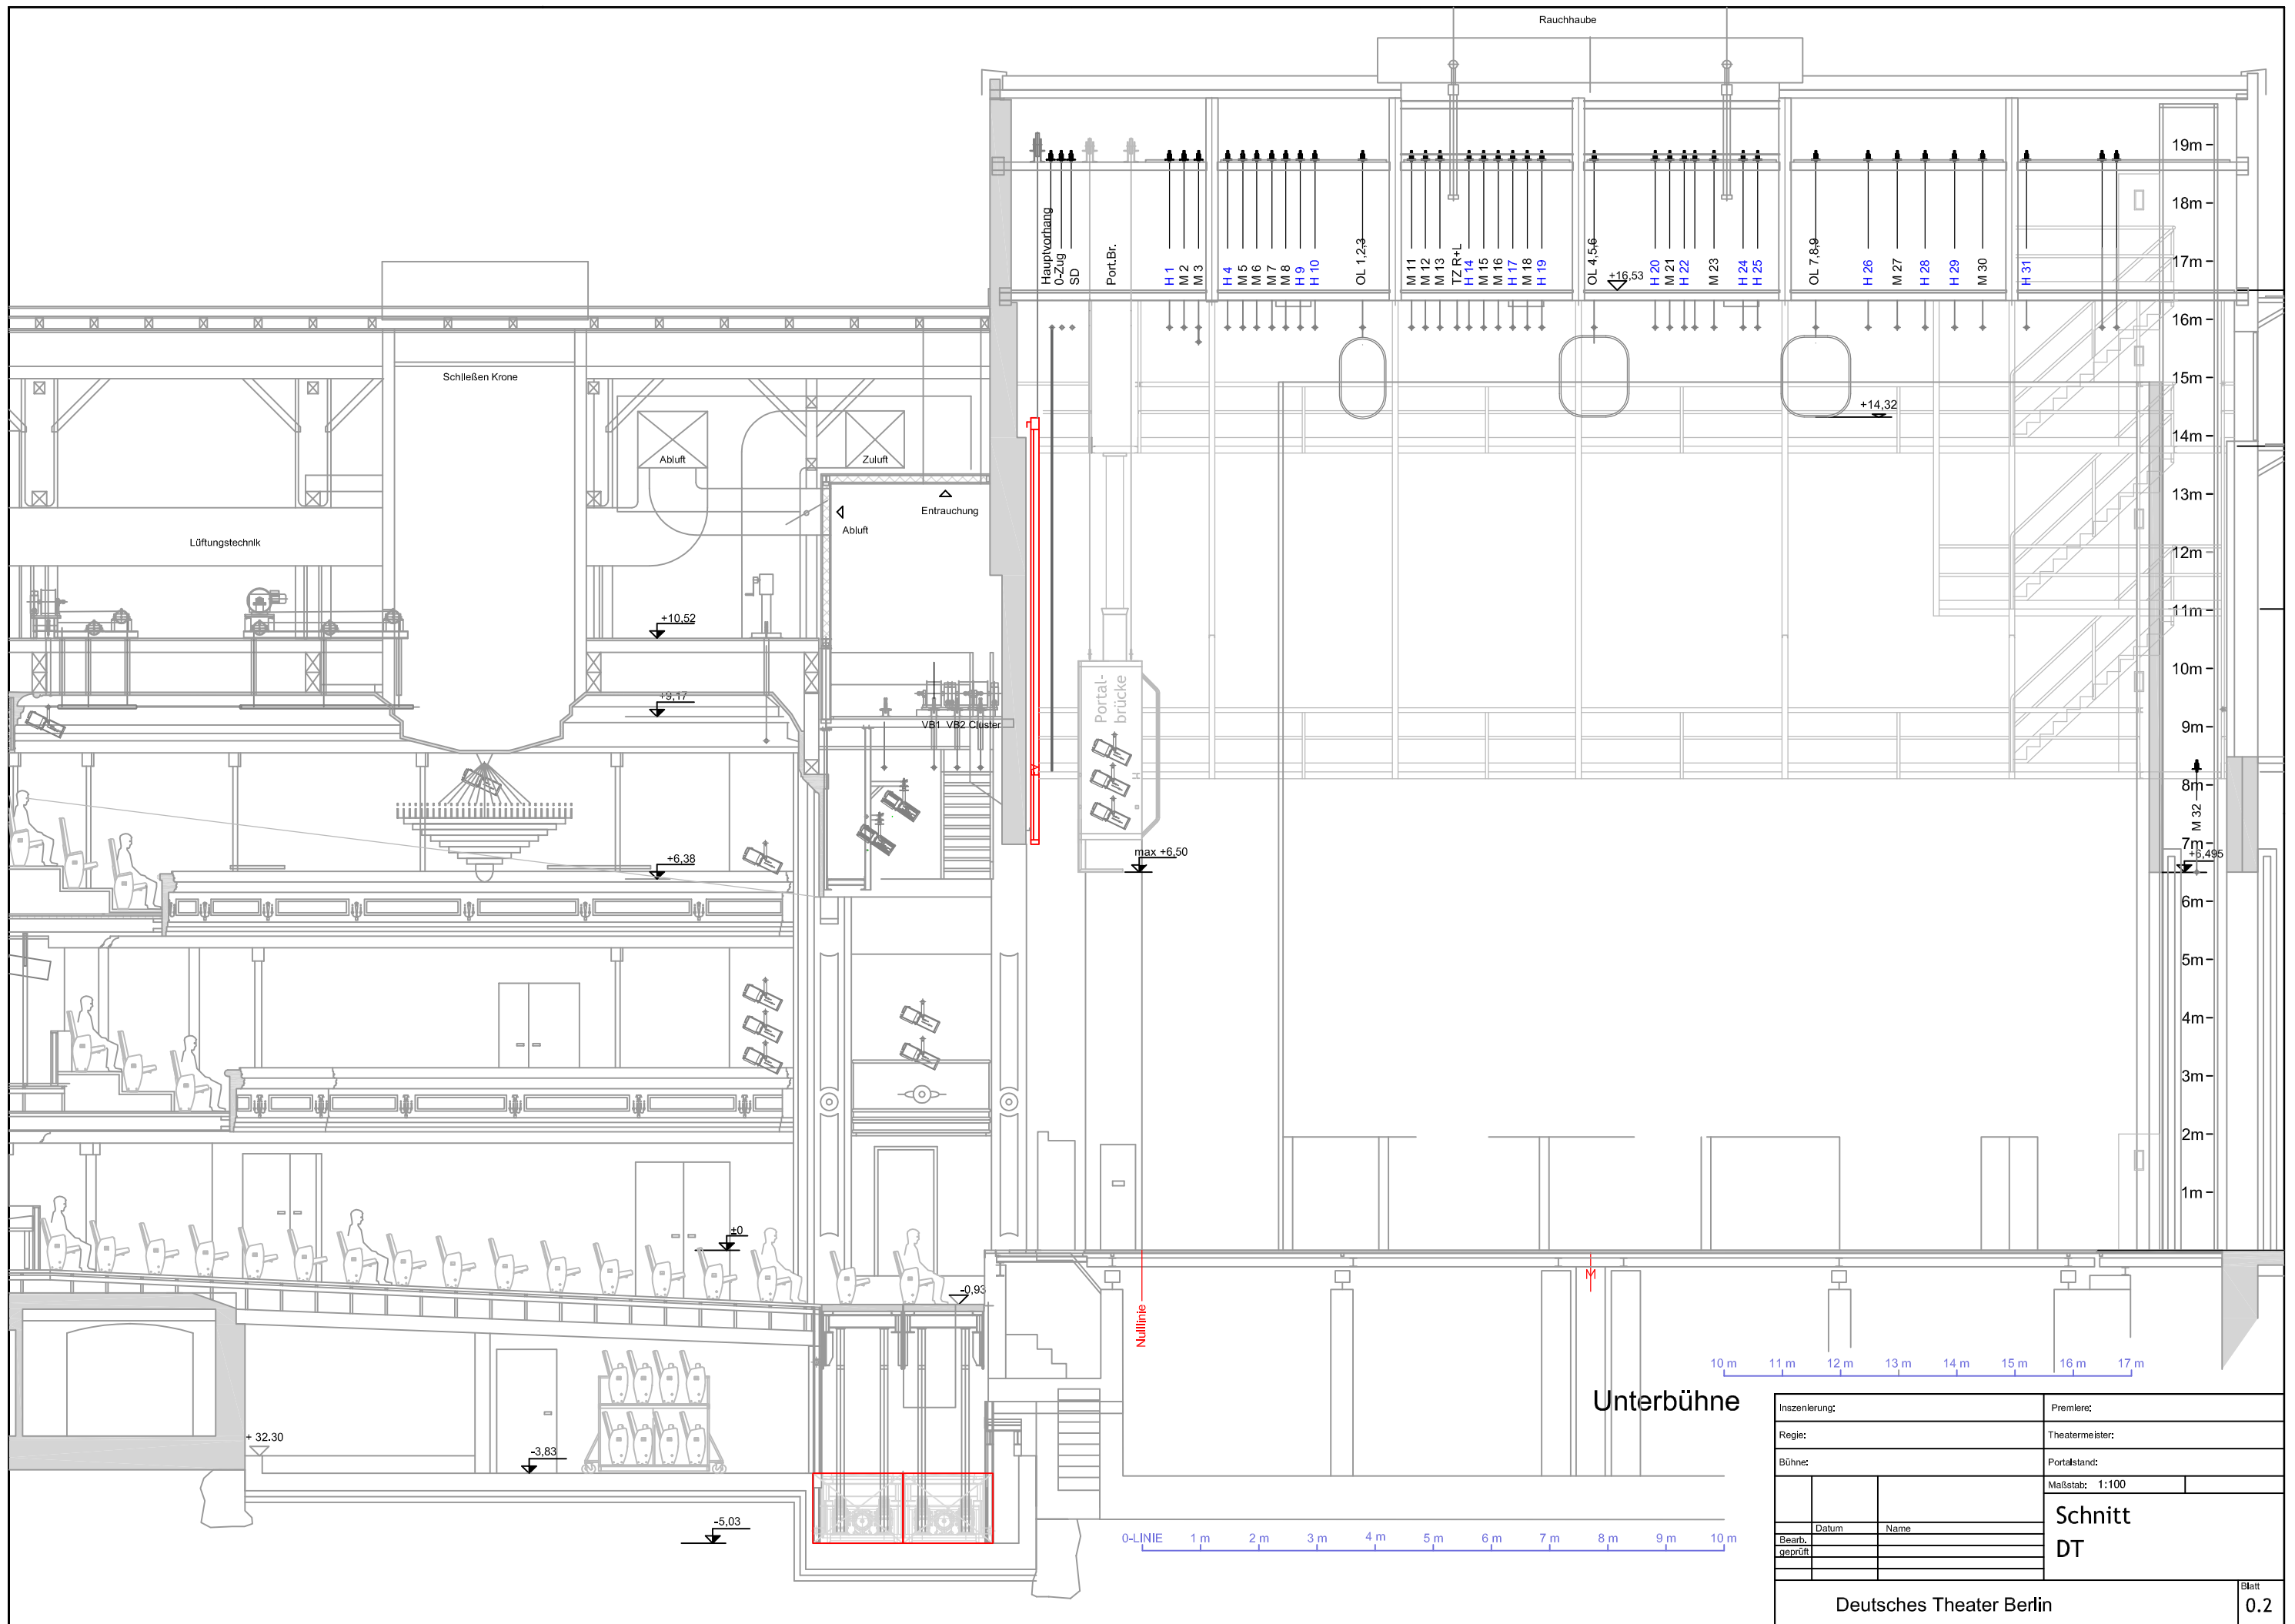 Rauchhaube
19m
18m
17m
16m
15m
14m
13m
12m
11m
10m
9m
8m
7m
6m
5m
4m
3m
2m
1m
Hauptvorhang
0-Zug
SD
Port.Br.
H 1
M 2
M 3
H 4
M 5
M 6
M 7
M 8
H 9
H 10
OL 1,2,3
M 11
M 12
M 13
TZ R+L
H 14
M 15
M 16
H 17
M 18
H 19
OL 4,5,6
+16,53
H 20
M 21
H 22
M 23
H 24
H 25
OL 7,8,9
H 26
M 27
H 28
H 29
M 30
H 31
Schließen Krone
+14,32
Abluft
Zuluft
Entrauchung
Abluft
Lüftungstechnik
+10,52
+9,17
VB1 VB2 Cluster
Portal-
brücke
FV
M 32
max +6,50
+6,495
+6,38
±0
-0,93
Nulllinie
M
10 m 11 m 12 m 13 m 14 m 15 m 16 m 17 m
Unterbühne
+ 32.30
-3,83
-5,03
0-LINIE 1 m 2 m 3 m 4 m 5 m 6 m 7 m 8 m 9 m 10 m
Inszenierung: Premiere:
Regie: Theatermeister:
Bühne: Portalstand:
Maßstab: 1:100
Schnitt
DT
Datum Name
Bearb.
geprüft
Deutsches Theater Berlin
Blatt
0.2